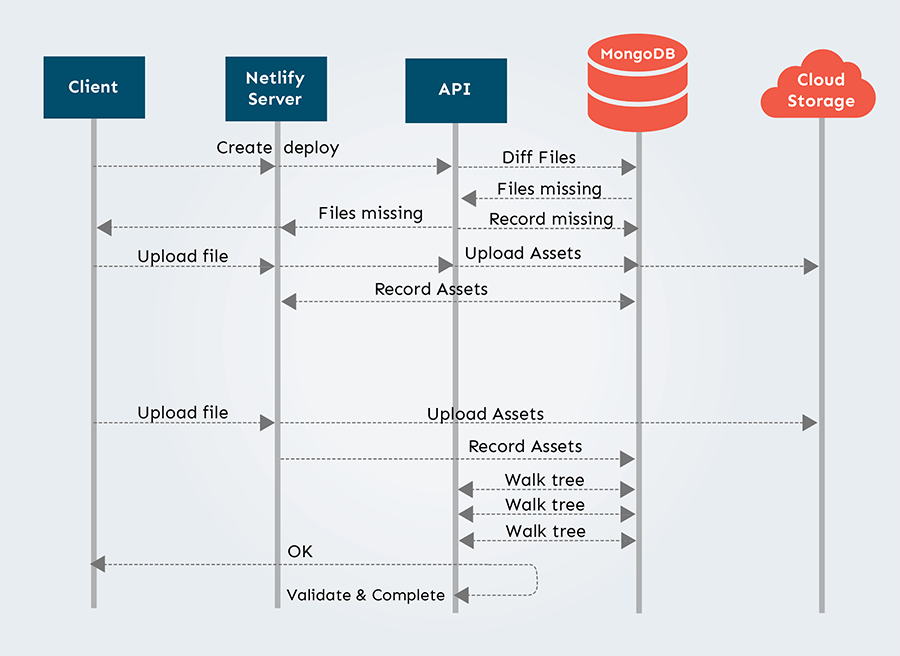 Client
Netlify
Server
API
MongoDB
Cloud
Storage
Create deploy
Diff Files
Files missing
Files missing
Record missing
Upload file
Upload Assets
Record Assets
Upload file
Upload Assets
Record Assets
Walk tree
Walk tree
Walk tree
OK
Validate & Complete